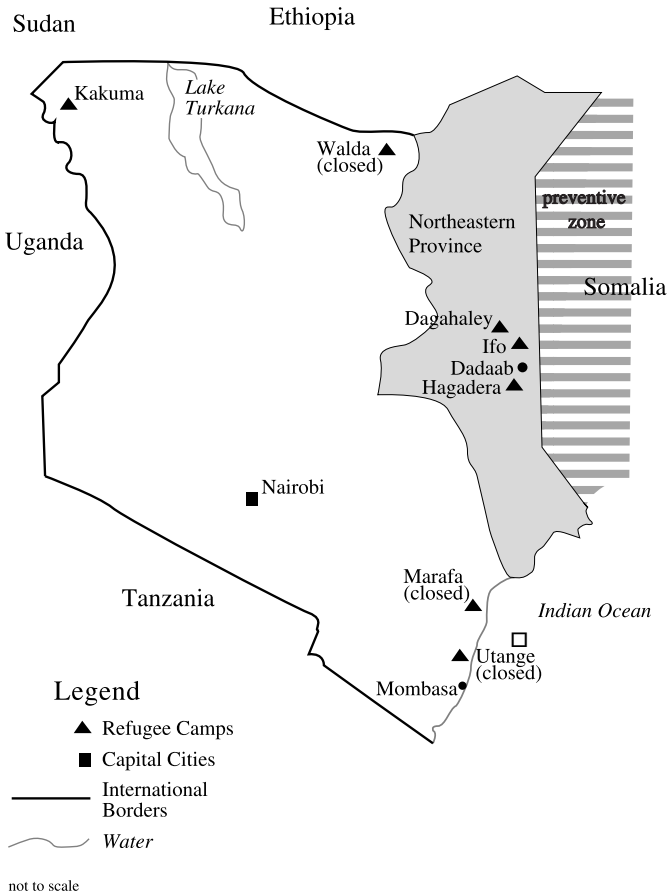 Sudan
Ethiopia
Kakuma
Lake
Turkana
Walda
(closed)
preventive
zone
Northeastern
Province
Uganda
Somalia
Dagahaley
Ifo
Dadaab
Hagadera
Nairobi
Marafa
(closed)
Tanzania
Indian Ocean
Utange
(closed)
Mombasa
Legend
Refugee Camps
Capital Cities
International
Borders
Water
not to scale